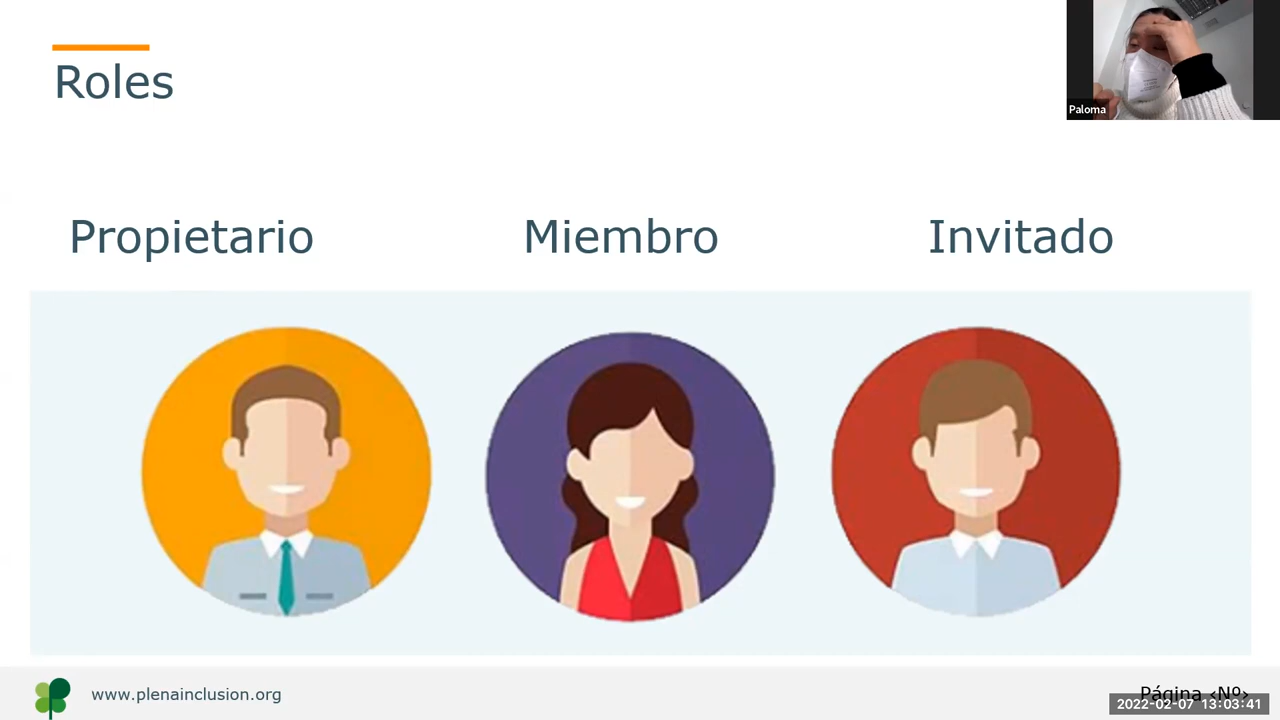 Roles
Paloma
Propietario
Miembro
Invitado
www.plenainclusion.org
Página ‹Nº›
2022-02-07 13:03:41